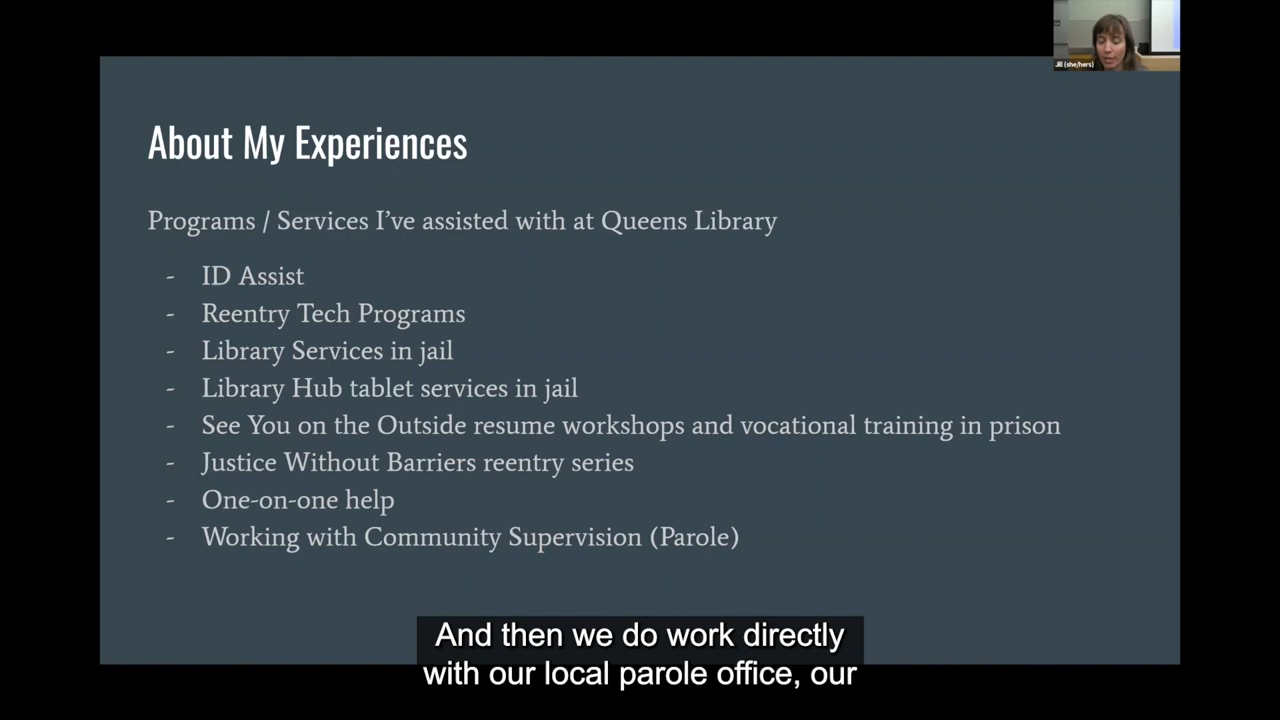 Jill (she/hers)
About My Experiences
Programs / Services I've assisted with at Queens Library
- ID Assist
- Reentry Tech Programs
- Library Services in jail
- Library Hub tablet services in jail
- See You on the Outside resume workshops and vocational training in prison
- Justice Without Barriers reentry series
- One-on-one help
- Working with Community Supervision (Parole)
And then we do work directly
with our local parole office, our